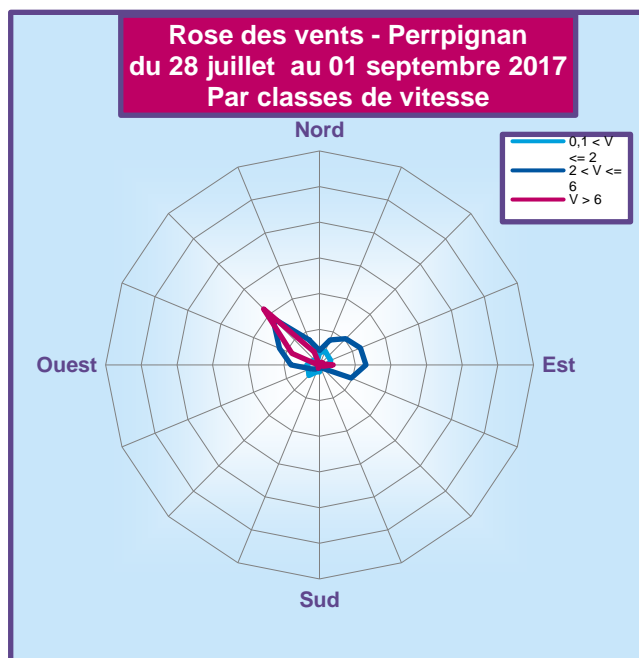 Rose des vents - Perrpignan
du 28 juillet  au 01 septembre 2017
Par classes de vitesse
Nord
0,1 < V
<= 2
2 < V <=
6
V > 6
Ouest
Est
Sud